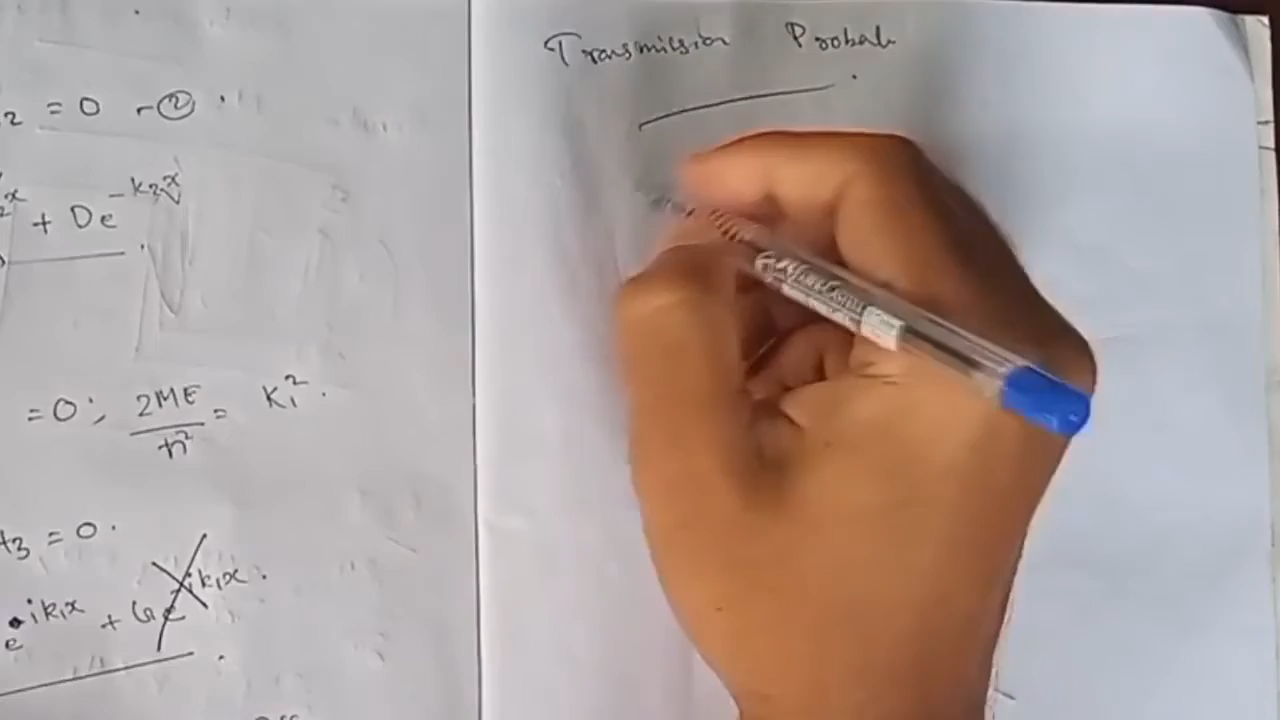 2 = 0 - ②
+ De^{-k₂x}
= 0; 2ME/ħ² = K₁².
3 = 0.
e^{ik₁x} + Ge^{-ik₁x}.
Transmission Probab